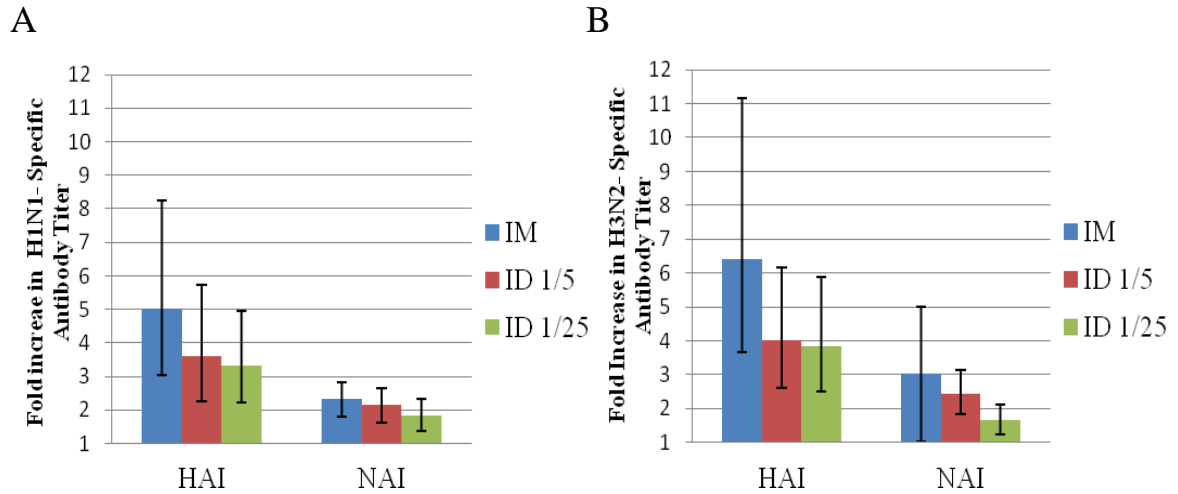 A
Fold increae in H1N1- Specific
Antibody Titer
12
11
10
9
8
7
6
5
4
3
2
1
HAI
NAI
IM
ID 1/5
ID 1/25
B
Fold Increase in H3N2- Specific
Antibody Titer
12
11
10
9
8
7
6
5
4
3
2
1
HAI
NAI
IM
ID 1/5
ID 1/25